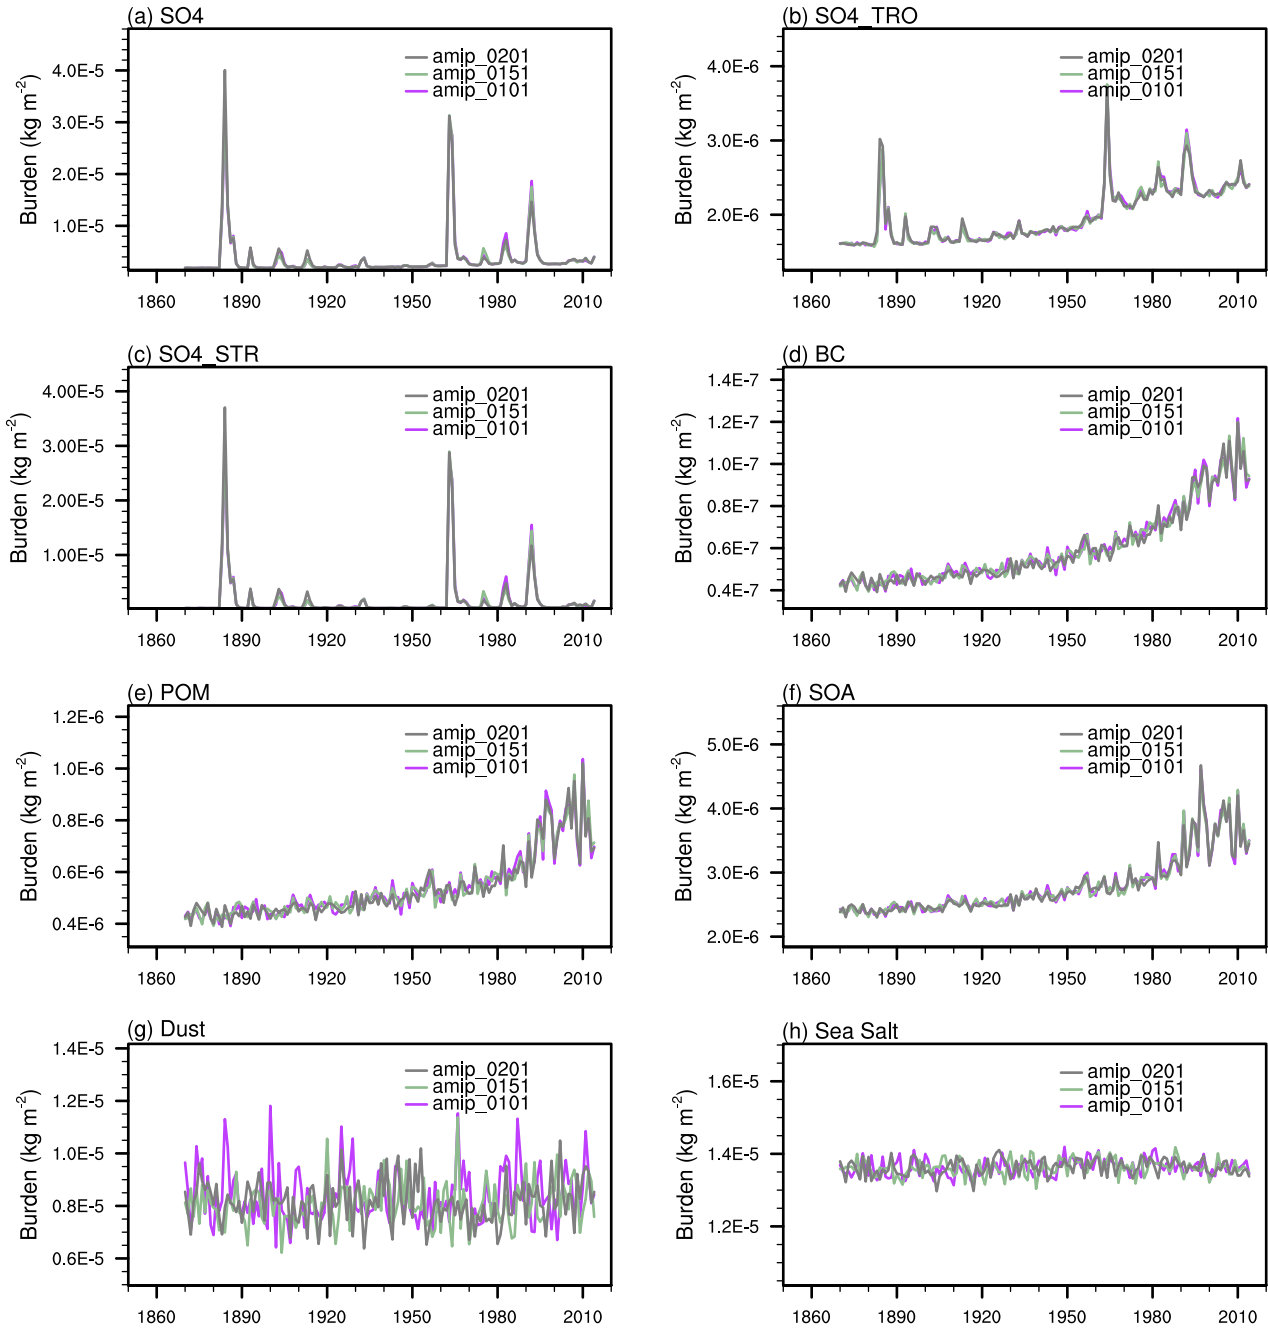 (a) SO4
Burden (kg m-2)
4.0E-5
3.0E-5
2.0E-5
1.0E-5
amip_0201
amip_0151
amip_0101
1860 1890 1920 1950 1980 2010
(b) SO4_TRO
Burden (kg m-2)
4.0E-6
3.0E-6
2.0E-6
amip_0201
amip_0151
amip_0101
1860 1890 1920 1950 1980 2010
(c) SO4_STR
Burden (kg m-2)
4.00E-5
3.00E-5
2.00E-5
1.00E-5
amip_0201
amip_0151
amip_0101
1860 1890 1920 1950 1980 2010
(d) BC
Burden (kg m-2)
1.4E-7
1.2E-7
1.0E-7
0.8E-7
0.6E-7
0.4E-7
amip_0201
amip_0151
amip_0101
1860 1890 1920 1950 1980 2010
(e) POM
Burden (kg m-2)
1.2E-6
1.0E-6
0.8E-6
0.6E-6
0.4E-6
amip_0201
amip_0151
amip_0101
1860 1890 1920 1950 1980 2010
(f) SOA
Burden (kg m-2)
5.0E-6
4.0E-6
3.0E-6
2.0E-6
amip_0201
amip_0151
amip_0101
1860 1890 1920 1950 1980 2010
(g) Dust
Burden (kg m-2)
1.4E-5
1.2E-5
1.0E-5
0.8E-5
0.6E-5
amip_0201
amip_0151
amip_0101
1860 1890 1920 1950 1980 2010
(h) Sea Salt
Burden (kg m-2)
1.6E-5
1.4E-5
1.2E-5
amip_0201
amip_0151
amip_0101
1860 1890 1920 1950 1980 2010